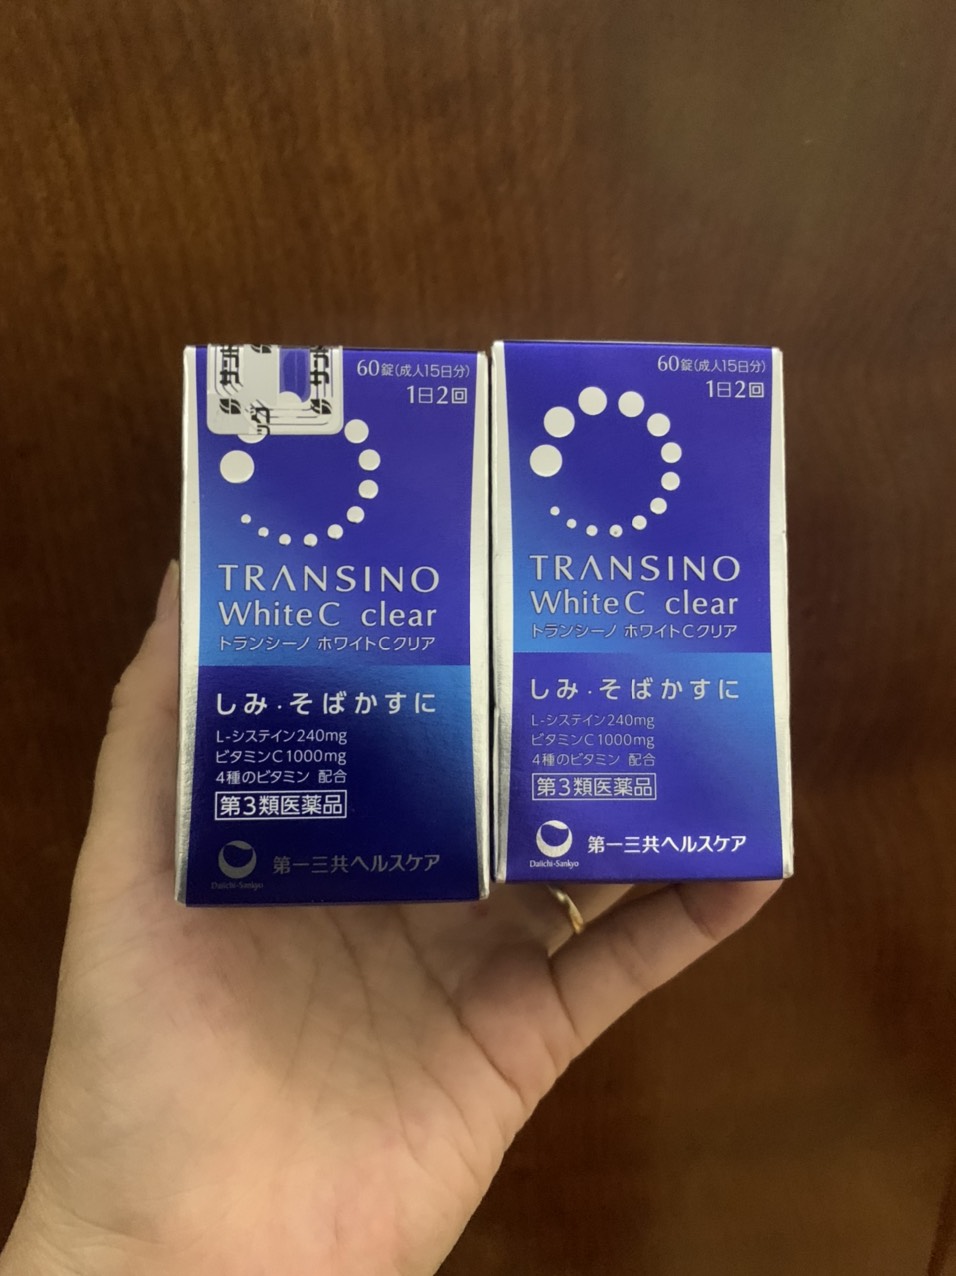 60錠(成人15日分)
1日2回
TRANSINO
White C clear
トランシーノ ホワイトCクリア
しみ・そばかすに
L-システイン240mg
ビタミンC1000mg
4種のビタミン 配合
第3類医薬品
Daiichi-Sankyo
第一三共ヘルスケア
60錠(成人15日分)
1日2回
TRANSINO
White C clear
トランシーノ ホワイトCクリア
しみ・そばかすに
L-システイン240mg
ビタミンC1000mg
4種のビタミン 配合
第3類医薬品
Daiichi-Sankyo
第一三共ヘルスケア